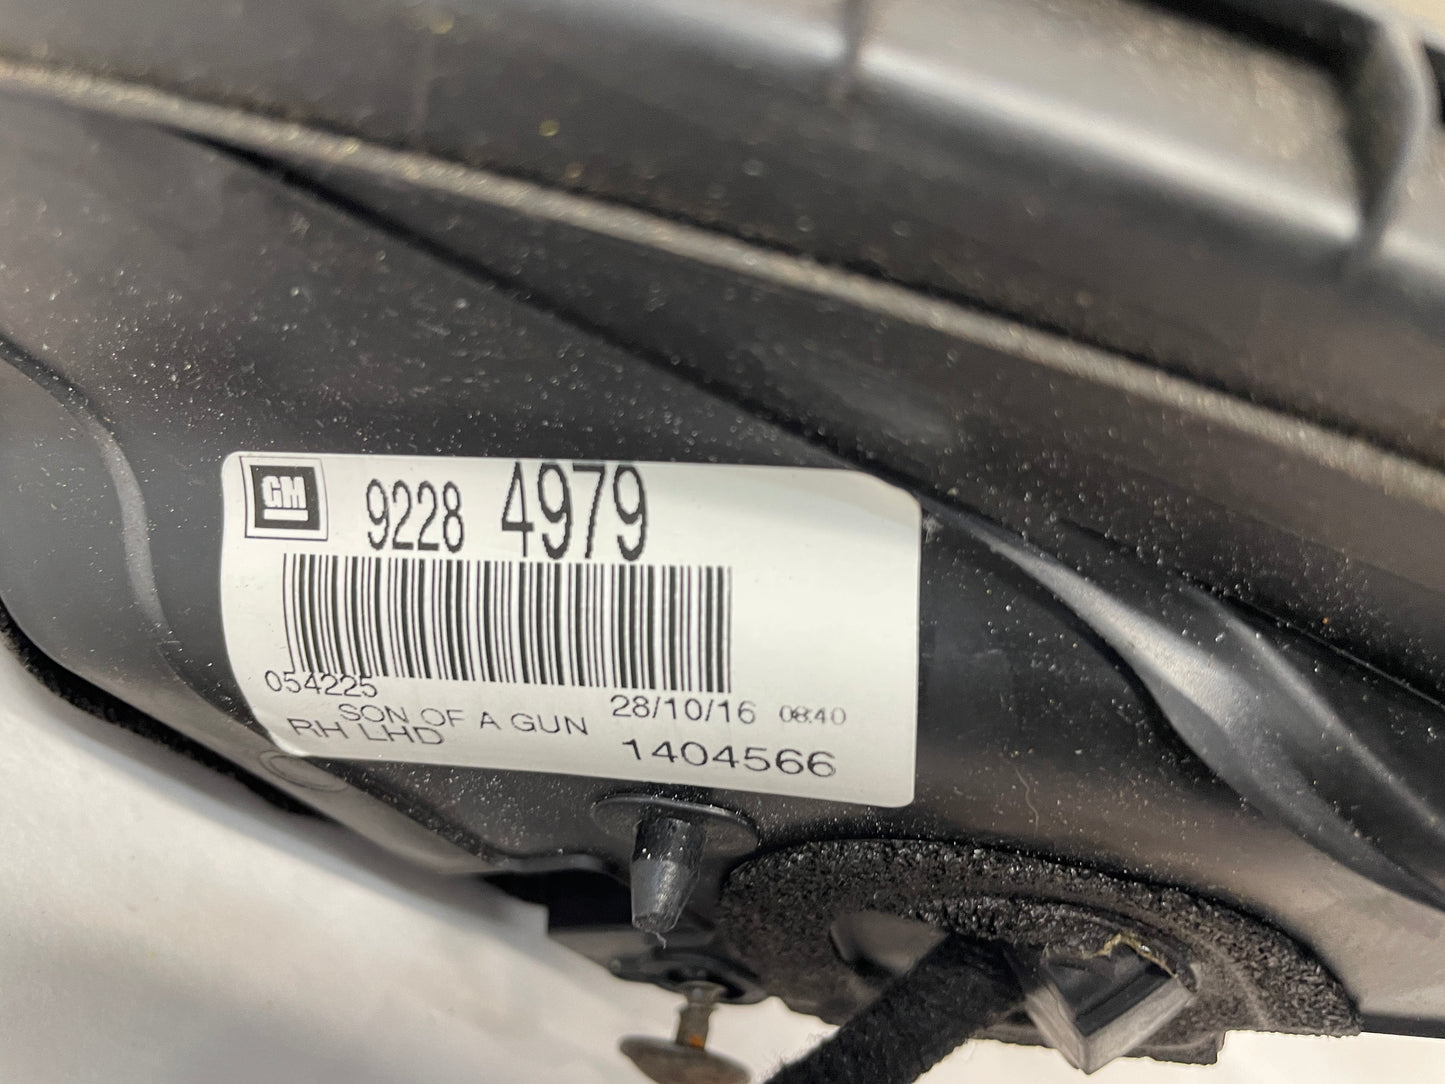 GM
9228 4979
054225
SON OF A GUN 28/10/16 08:40
RH LHD 1404566